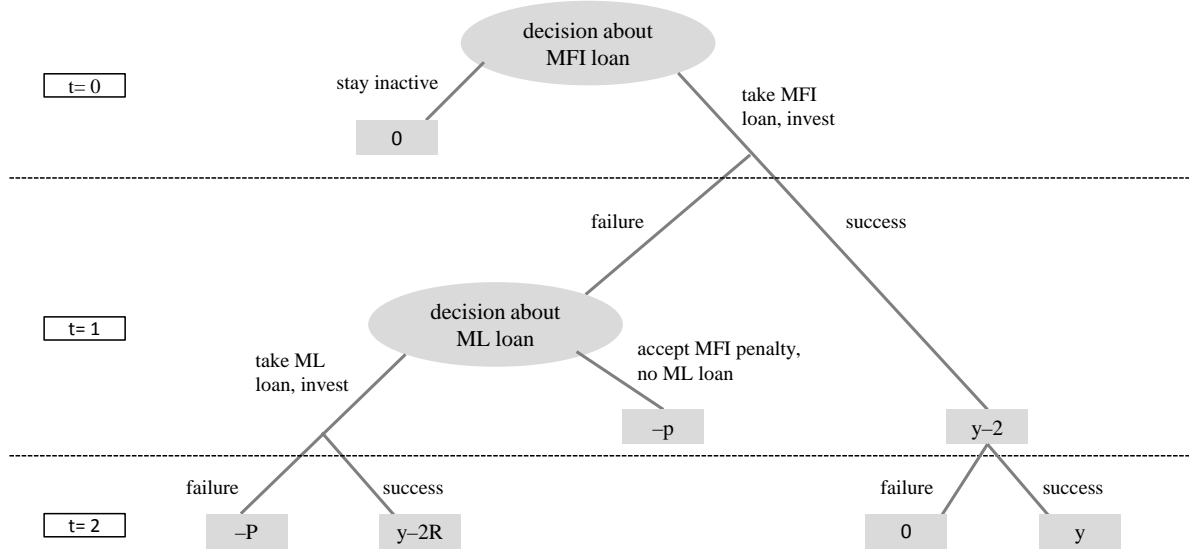 decision about
MFI loan
t= 0
stay inactive
take MFI
loan, invest
0
failure
success
decision about
ML loan
t= 1
take ML
loan, invest
accept MFI penalty,
no ML loan
–p
y–2
failure
success
failure
success
t= 2
–P
y–2R
0
y